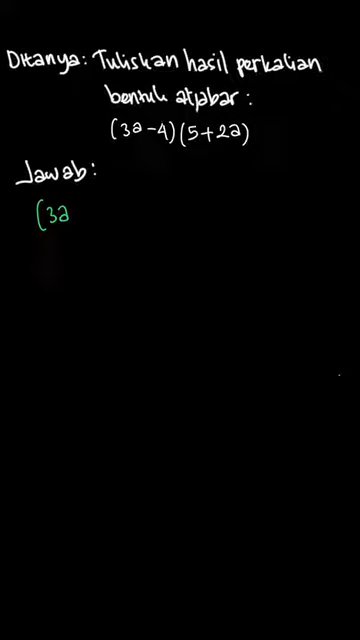 Ditanya: Tuliskan hasil perkalian
bentuk aljabar:
(3a-4)(5+2a)
Jawab:
(3a